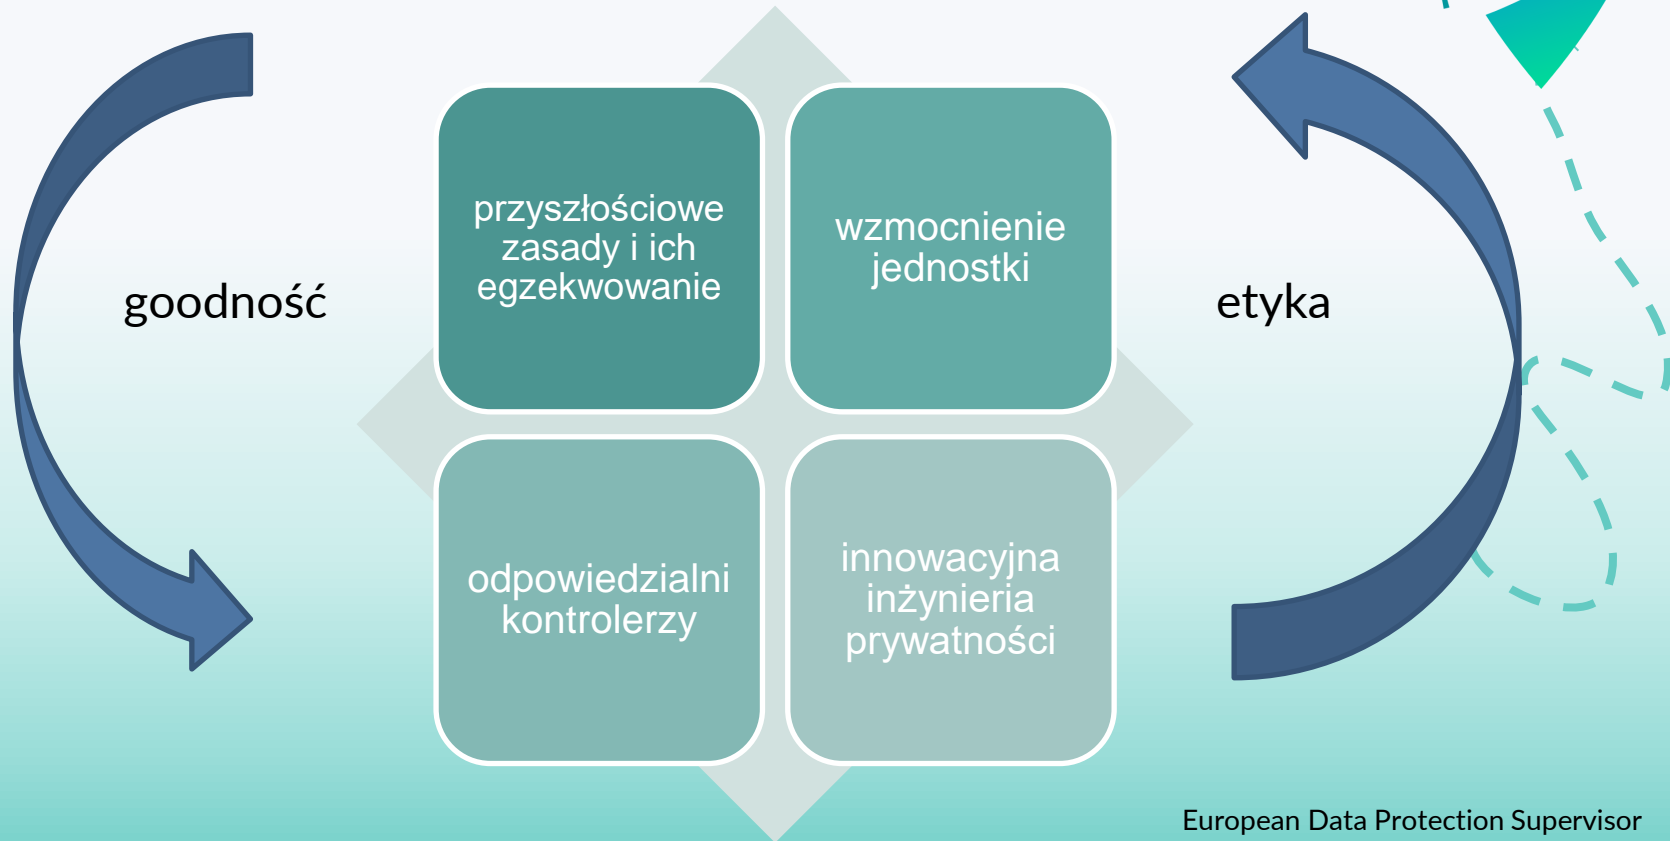 goodność
przyszłościowe
zasady i ich
egzekwowanie
wzmocnienie
jednostki
etyka
odpowiedzialni
kontrolerzy
innowacyjna
inżynieria
prywatności
European Data Protection Supervisor